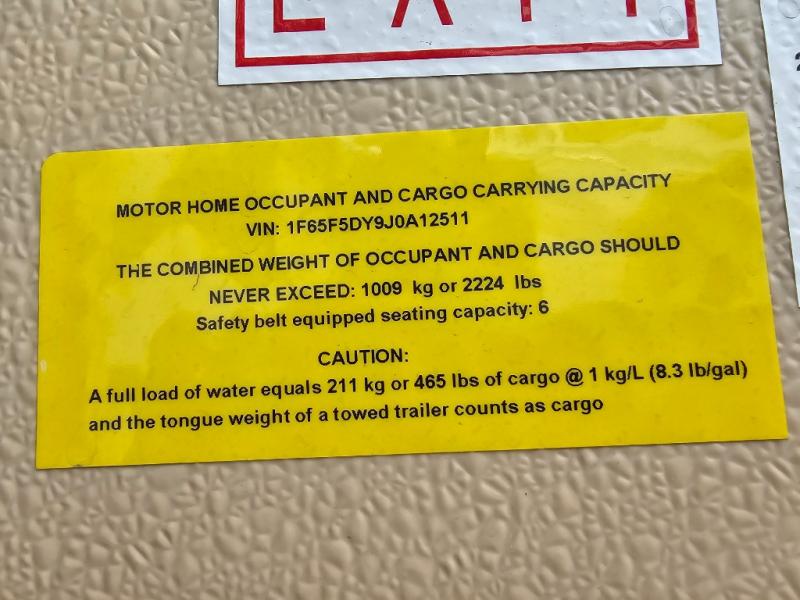 EXIT
MOTOR HOME OCCUPANT AND CARGO CARRYING CAPACITY
VIN: 1F65F5DY9J0A12511
THE COMBINED WEIGHT OF OCCUPANT AND CARGO SHOULD
NEVER EXCEED: 1009 kg or 2224 lbs
Safety belt equipped seating capacity: 6
CAUTION:
A full load of water equals 211 kg or 465 lbs of cargo @ 1 kg/L (8.3 lb/gal)
and the tongue weight of a towed trailer counts as cargo